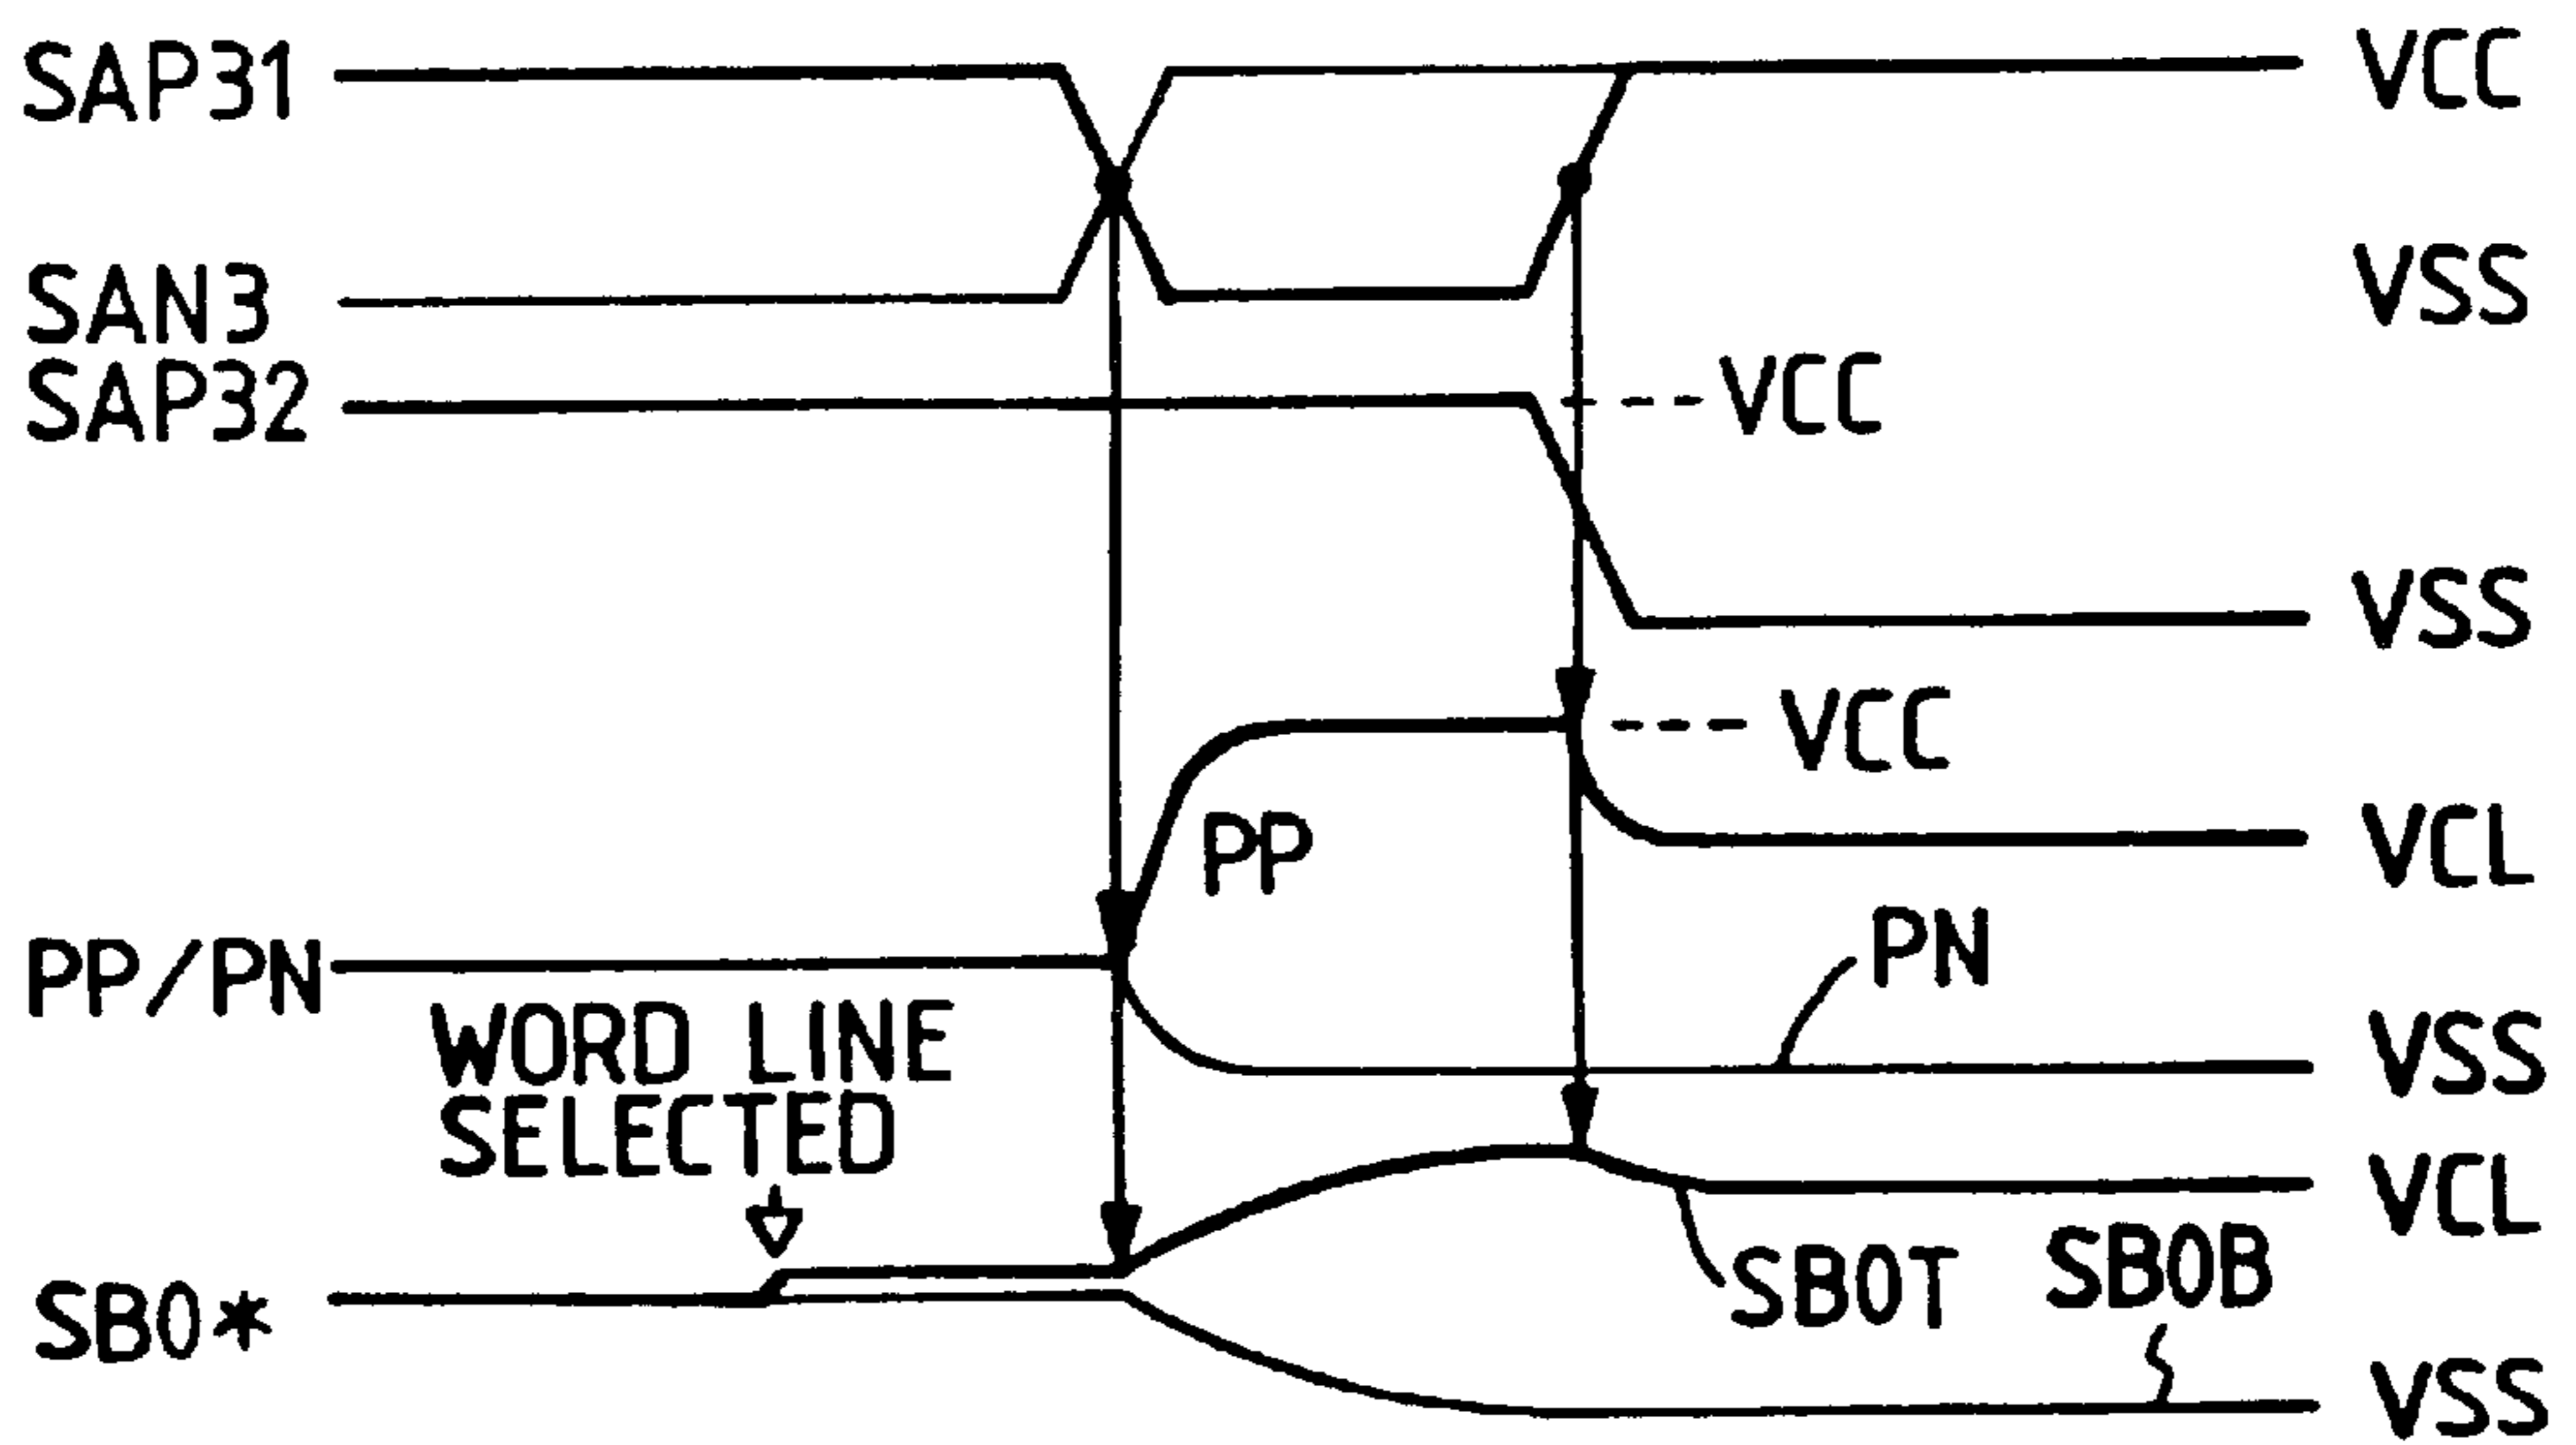 SAP31
VCC
SAN3
VSS
SAP32
VCC
VSS
VCC
PP
VCL
PP/PN
PN
WORD LINE
SELECTED
VSS
VCL
SB0*
SB0T
SB0B
VSS